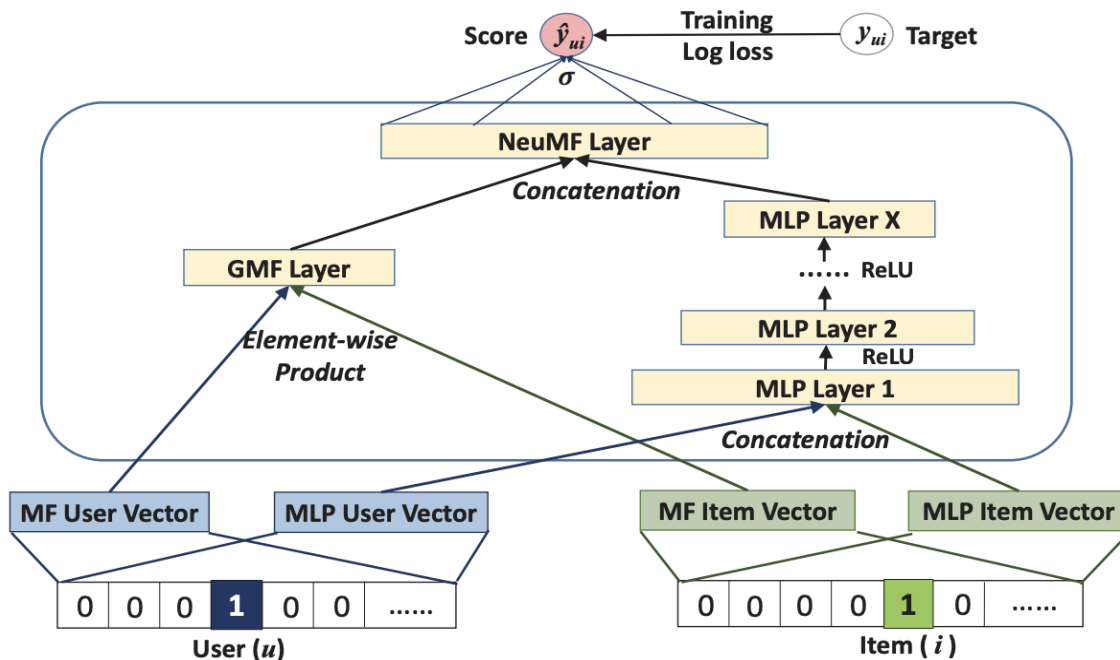 Score ŷui Training yui Target
Log loss
σ
NeuMF Layer
Concatenation
MLP Layer X
GMF Layer
...... ReLU
MLP Layer 2
Element-wise
Product
ReLU
MLP Layer 1
Concatenation
MF User Vector MLP User Vector MF Item Vector MLP Item Vector
0 0 0 1 0 0 ...... 0 0 0 0 1 0 ......
User (u) Item (i)